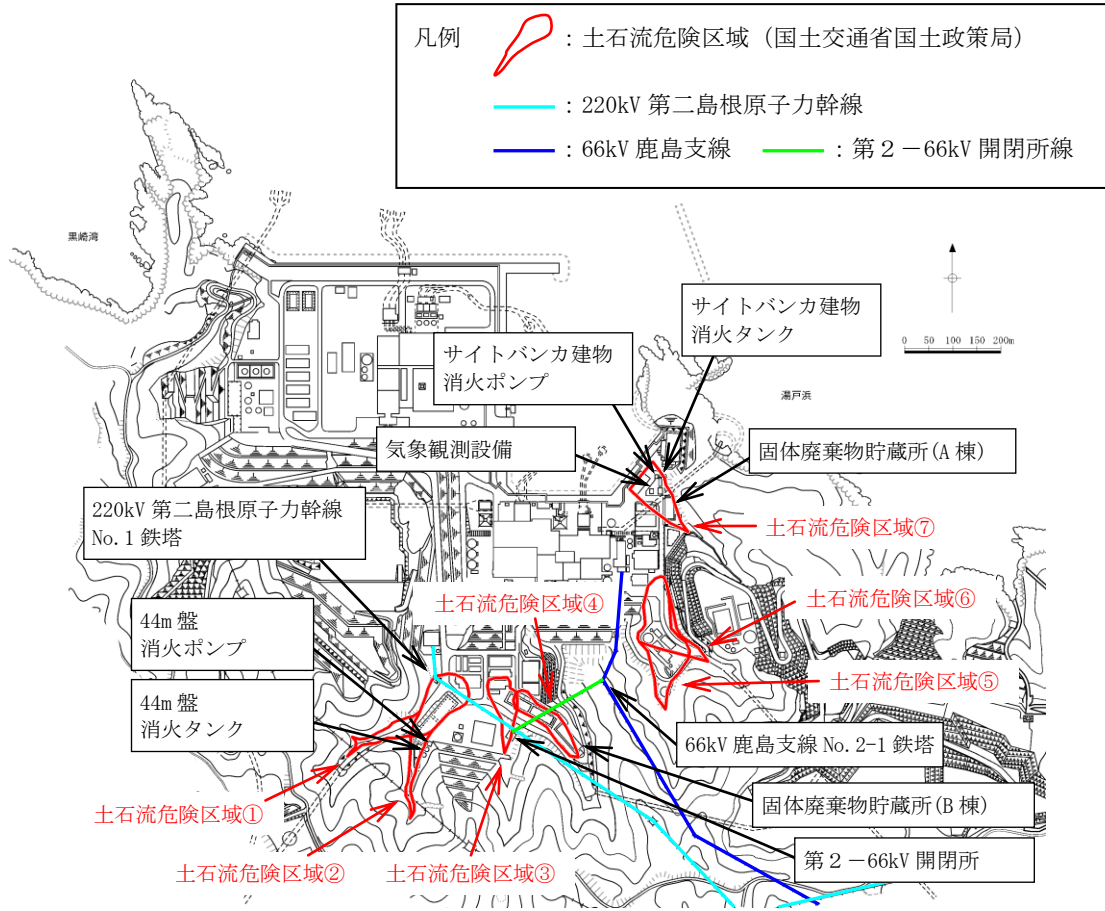 凡例
：土石流危険区域（国土交通省国土政策局）
：220kV 第二島根原子力幹線
：66kV 鹿島支線
：第２－66kV 開閉所線
黒崎湾
サイトバンカ建物
消火タンク
サイトバンカ建物
消火ポンプ
0 50 100 150 200m
湯戸浜
気象観測設備
固体廃棄物貯蔵所(A 棟)
220kV 第二島根原子力幹線
No.1 鉄塔
土石流危険区域⑦
土石流危険区域④
土石流危険区域⑥
44m 盤
消火ポンプ
土石流危険区域⑤
44m 盤
消火タンク
66kV 鹿島支線 No.2-1 鉄塔
土石流危険区域①
固体廃棄物貯蔵所(B 棟)
第２－66kV 開閉所
土石流危険区域②
土石流危険区域③